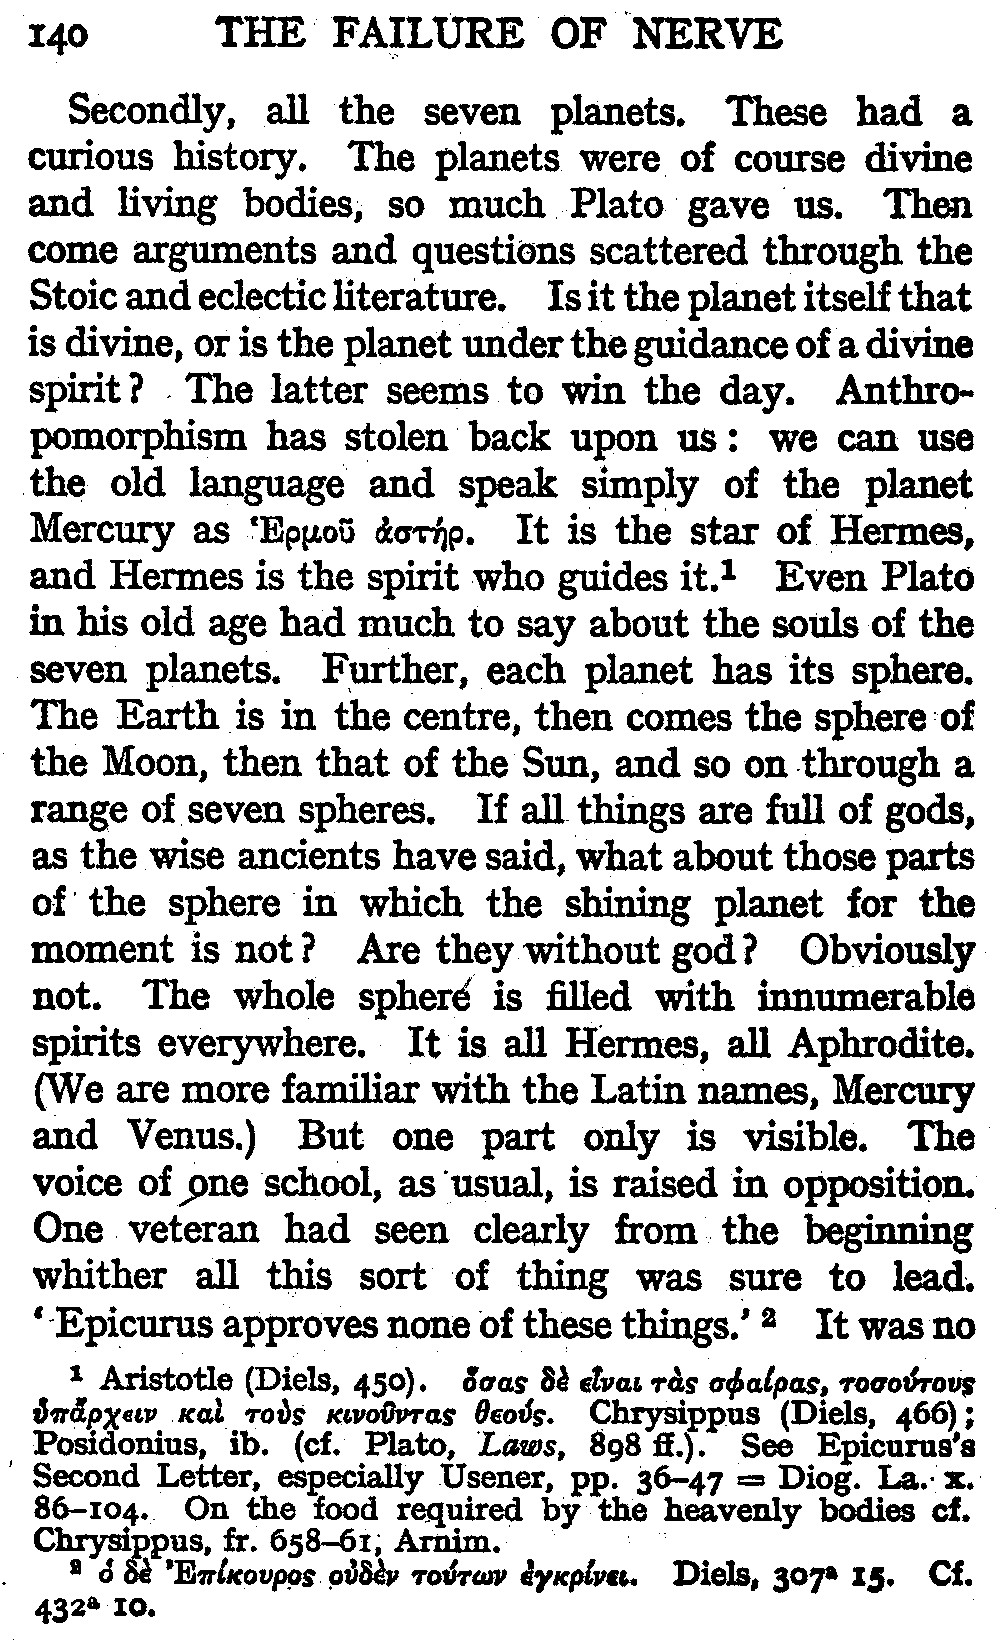 140 THE FAILURE OF NERVE
Secondly, all the seven planets. These had a
curious history. The planets were of course divine
and living bodies, so much Plato gave us. Then
come arguments and questions scattered through the
Stoic and eclectic literature. Is it the planet itself that
is divine, or is the planet under the guidance of a divine
spirit? The latter seems to win the day. Anthro-
pomorphism has stolen back upon us: we can use
the old language and speak simply of the planet
Mercury as Ἑρμοῦ ἀστήρ. It is the star of Hermes,
and Hermes is the spirit who guides it.¹ Even Plato
in his old age had much to say about the souls of the
seven planets. Further, each planet has its sphere.
The Earth is in the centre, then comes the sphere of
the Moon, then that of the Sun, and so on through a
range of seven spheres. If all things are full of gods,
as the wise ancients have said, what about those parts
of the sphere in which the shining planet for the
moment is not? Are they without god? Obviously
not. The whole sphere is filled with innumerable
spirits everywhere. It is all Hermes, all Aphrodite.
(We are more familiar with the Latin names, Mercury
and Venus.) But one part only is visible. The
voice of one school, as usual, is raised in opposition.
One veteran had seen clearly from the beginning
whither all this sort of thing was sure to lead.
‘Epicurus approves none of these things.’ ² It was no
¹ Aristotle (Diels, 450). ὅσας δὲ εἶναι τὰς σφαίρας, τοσούτους
ὑπάρχειν καὶ τοὺς κινοῦντας θεούς. Chrysippus (Diels, 466);
Posidonius, ib. (cf. Plato, Laws, 898 ff.). See Epicurus's
Second Letter, especially Usener, pp. 36–47 = Diog. La. x.
86–104. On the food required by the heavenly bodies cf.
Chrysippus, fr. 658–61, Arnim.
² ὁ δὲ Ἐπίκουρος οὐδὲν τούτων ἐγκρίνει. Diels, 307ª 15. Cf.
432ª 10.